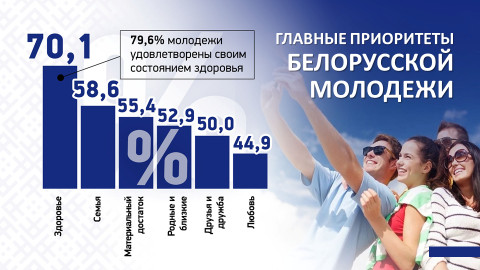 ГЛАВНЫЕ ПРИОРИТЕТЫ
БЕЛОРУССКОЙ
МОЛОДЕЖИ
79,6% молодежи
удовлетворены своим
состоянием здоровья
70,1
58,6
55,4
52,9
50,0
44,9
%
Здоровье
Семья
Материальный
достаток
Родные и
близкие
Друзья и
дружба
Любовь